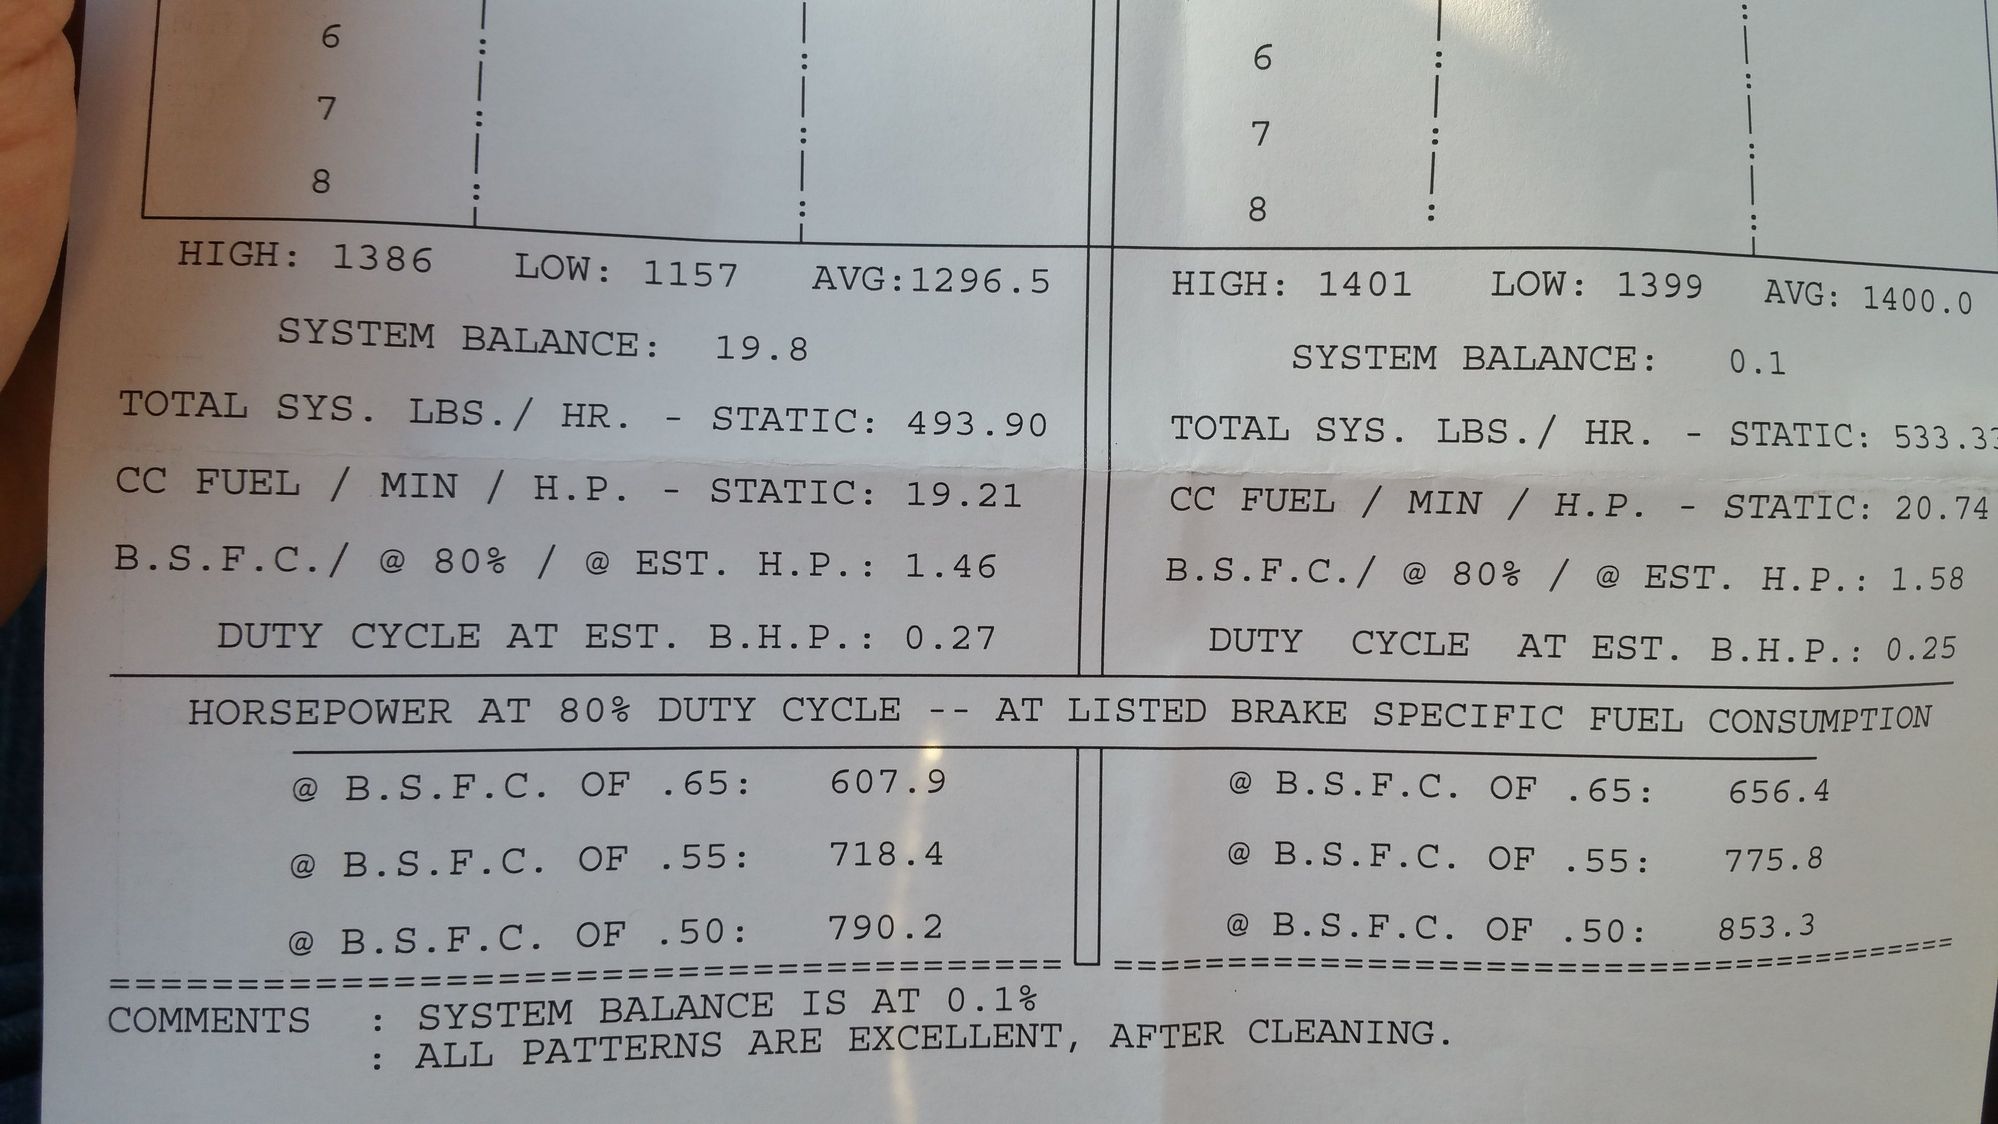 6 6
7 7
8 8
HIGH: 1386 LOW: 1157 AVG:1296.5 HIGH: 1401 LOW: 1399 AVG: 1400.0
SYSTEM BALANCE: 19.8 SYSTEM BALANCE: 0.1
TOTAL SYS. LBS./ HR. - STATIC: 493.90 TOTAL SYS. LBS./ HR. - STATIC: 533.33
CC FUEL / MIN / H.P. - STATIC: 19.21 CC FUEL / MIN / H.P. - STATIC: 20.74
B.S.F.C./ @ 80% / @ EST. H.P.: 1.46 B.S.F.C./ @ 80% / @ EST. H.P.: 1.58
DUTY CYCLE AT EST. B.H.P.: 0.27 DUTY CYCLE AT EST. B.H.P.: 0.25
HORSEPOWER AT 80% DUTY CYCLE -- AT LISTED BRAKE SPECIFIC FUEL CONSUMPTION
@ B.S.F.C. OF .65: 607.9 @ B.S.F.C. OF .65: 656.4
@ B.S.F.C. OF .55: 718.4 @ B.S.F.C. OF .55: 775.8
@ B.S.F.C. OF .50: 790.2 @ B.S.F.C. OF .50: 853.3
COMMENTS : SYSTEM BALANCE IS AT 0.1%
: ALL PATTERNS ARE EXCELLENT, AFTER CLEANING.